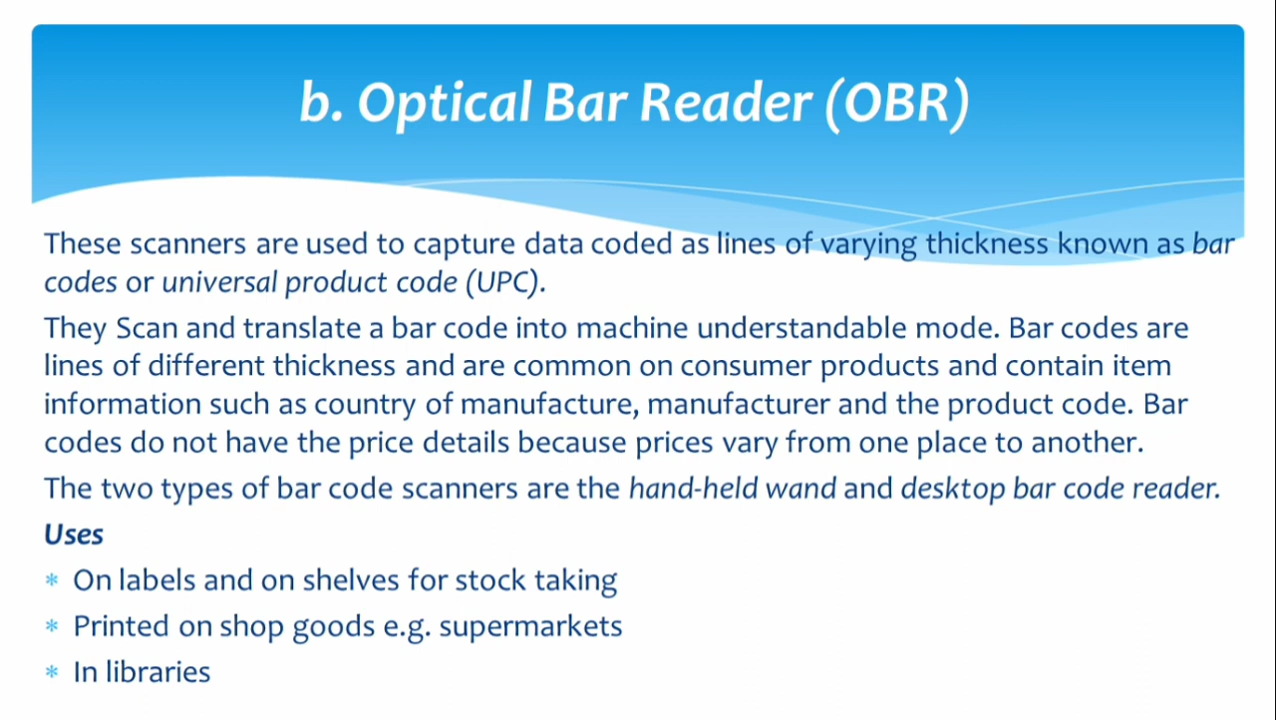 b. Optical Bar Reader (OBR)
These scanners are used to capture data coded as lines of varying thickness known as bar
codes or universal product code (UPC).
They Scan and translate a bar code into machine understandable mode. Bar codes are
lines of different thickness and are common on consumer products and contain item
information such as country of manufacture, manufacturer and the product code. Bar
codes do not have the price details because prices vary from one place to another.
The two types of bar code scanners are the hand-held wand and desktop bar code reader.
Uses
* On labels and on shelves for stock taking
* Printed on shop goods e.g. supermarkets
* In libraries